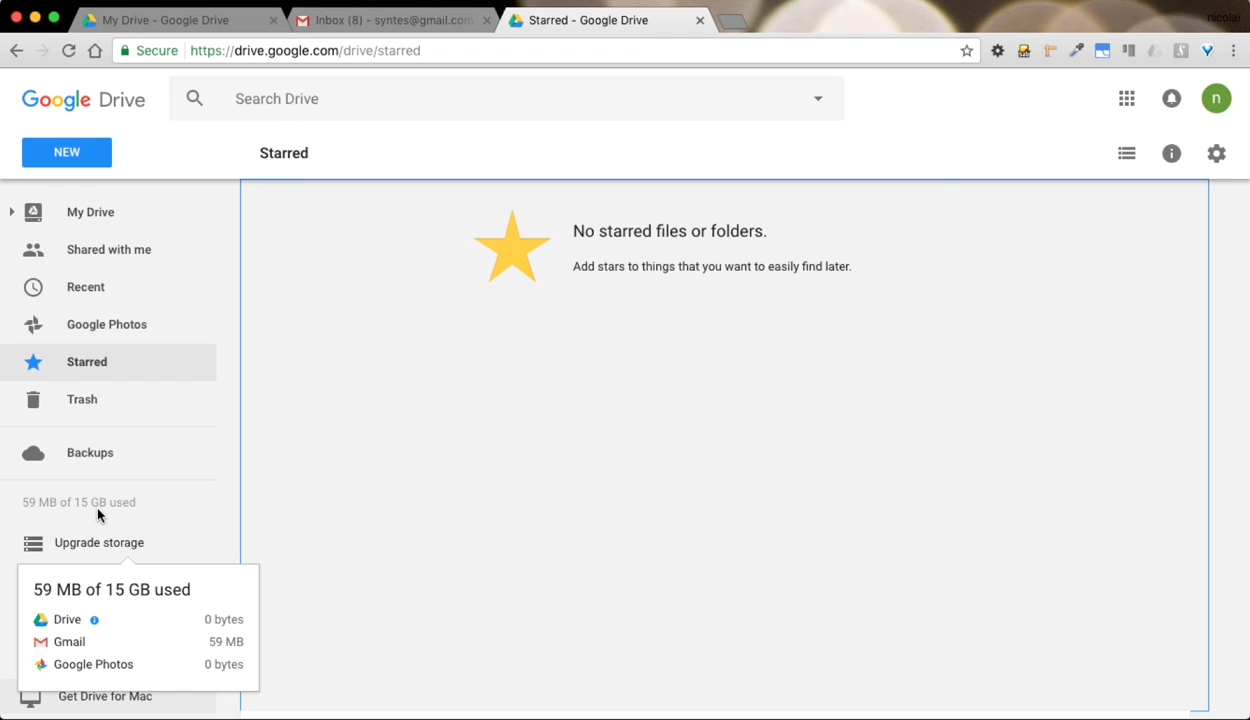 My Drive - Google Drive
Inbox (8) - syntes@gmail.com
Starred - Google Drive
nicolai
Secure
https://drive.google.com/drive/starred
Google Drive
Search Drive
n
NEW
Starred
My Drive
No starred files or folders.
Shared with me
Add stars to things that you want to easily find later.
Recent
Google Photos
Starred
Trash
Backups
59 MB of 15 GB used
Upgrade storage
59 MB of 15 GB used
Drive 0 bytes
Gmail 59 MB
Google Photos 0 bytes
Get Drive for Mac